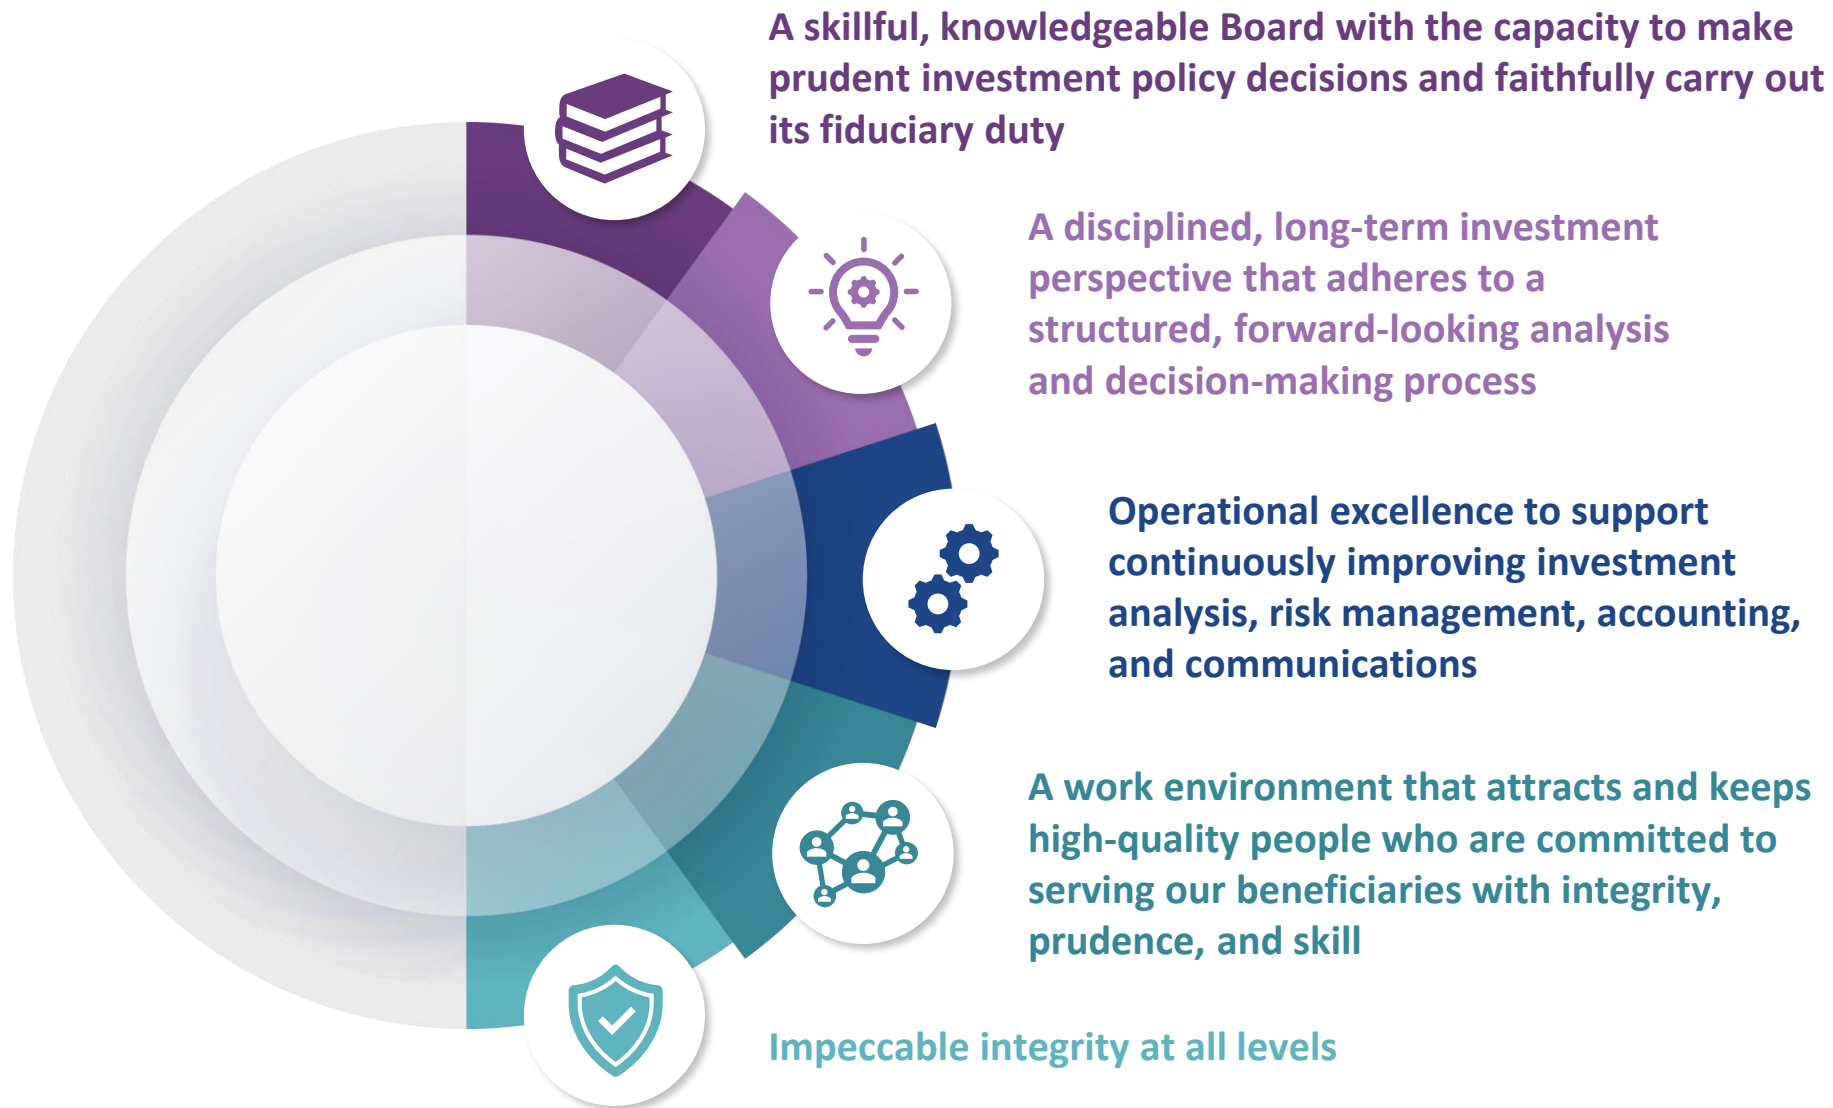 A skillful, knowledgeable Board with the capacity to make
prudent investment policy decisions and faithfully carry out
its fiduciary duty
A disciplined, long-term investment
perspective that adheres to a
structured, forward-looking analysis
and decision-making process
Operational excellence to support
continuously improving investment
analysis, risk management, accounting,
and communications
A work environment that attracts and keeps
high-quality people who are committed to
serving our beneficiaries with integrity,
prudence, and skill
Impeccable integrity at all levels